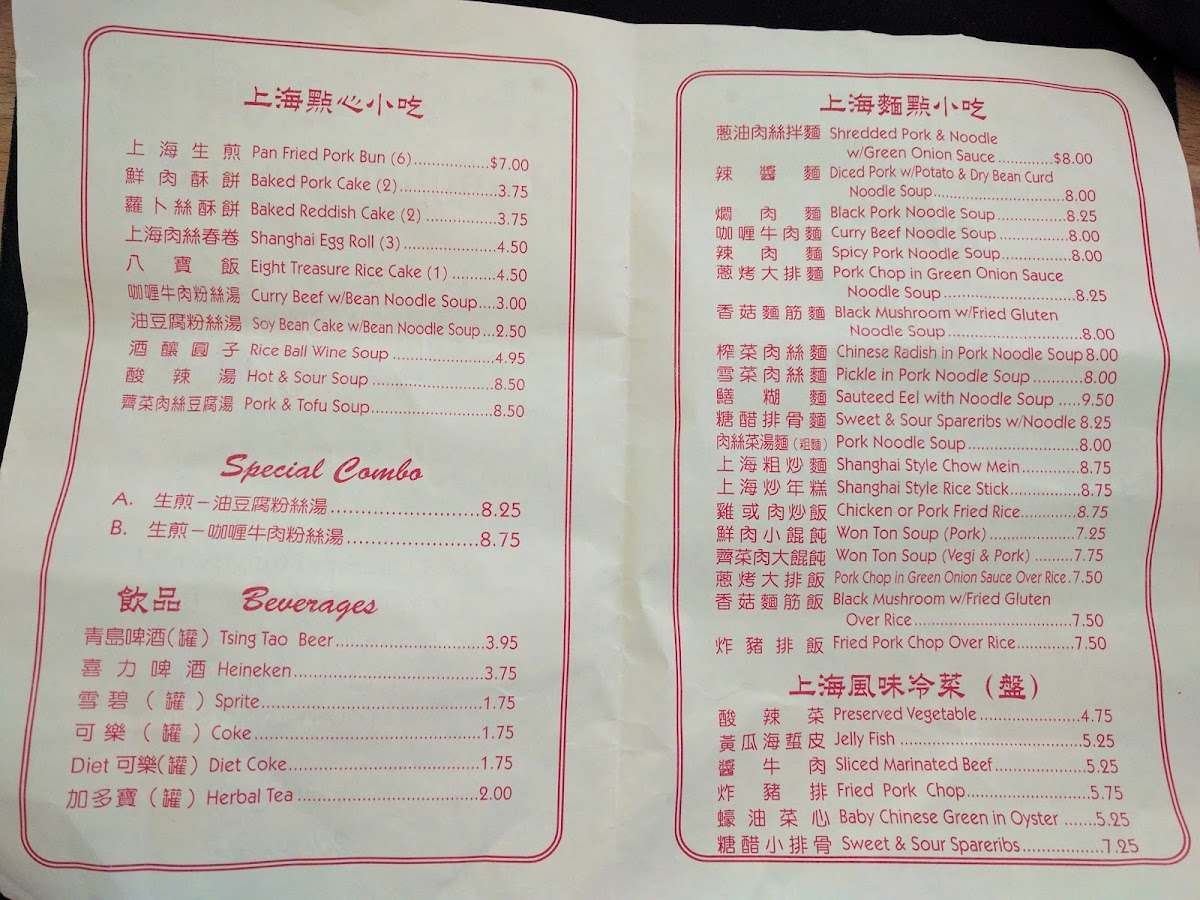 上海點心小吃
上海生煎 Pan Fried Pork Bun (6)................$7.00
鮮肉酥餅 Baked Pork Cake (2)....................3.75
蘿卜絲酥餅 Baked Reddish Cake (2) ...............3.75
上海肉絲春卷 Shanghai Egg Roll (3)....................4.50
八寶飯 Eight Treasure Rice Cake (1) ..........4.50
咖喱牛肉粉絲湯 Curry Beef w/Bean Noodle Soup....3.00
油豆腐粉絲湯 Soy Bean Cake w/Bean Noodle Soup...2.50
酒釀圓子 Rice Ball Wine Soup ......................4.95
酸辣湯 Hot & Sour Soup ..........................8.50
薺菜肉絲豆腐湯 Pork & Tofu Soup..........................8.50
Special Combo
A. 生煎－油豆腐粉絲湯...........................8.25
B. 生煎－咖喱牛肉粉絲湯........................8.75
飲品 Beverages
青島啤酒(罐) Tsing Tao Beer...........................3.95
喜力啤酒 Heineken...................................3.75
雪碧（罐）Sprite.........................................1.75
可樂（罐）Coke..........................................1.75
Diet 可樂(罐) Diet Coke...................................1.75
加多寶（罐）Herbal Tea .................................2.00
上海麵點小吃
蔥油肉絲拌麵 Shredded Pork & Noodle
w/Green Onion Sauce ............$8.00
辣醬麵 Diced Pork w/Potato & Dry Bean Curd
Noodle Soup............................8.00
燜肉麵 Black Pork Noodle Soup...............8.25
咖喱牛肉麵 Curry Beef Noodle Soup ...............8.00
辣肉麵 Spicy Pork Noodle Soup...............8.00
蔥烤大排麵 Pork Chop in Green Onion Sauce
Noodle Soup............................8.25
香菇麵筋麵 Black Mushroom w/Fried Gluten
Noodle Soup............................8.00
榨菜肉絲麵 Chinese Radish in Pork Noodle Soup 8.00
雪菜肉絲麵 Pickle in Pork Noodle Soup ...........8.00
鱔糊麵 Sauteed Eel with Noodle Soup .....9.50
糖醋排骨麵 Sweet & Sour Spareribs w/Noodle 8.25
肉絲菜湯麵(粗麵) Pork Noodle Soup........................8.00
上海粗炒麵 Shanghai Style Chow Mein.............8.75
上海炒年糕 Shanghai Style Rice Stick...............8.75
雞或肉炒飯 Chicken or Pork Fried Rice............8.75
鮮肉小餛飩 Won Ton Soup (Pork) ...................7.25
薺菜肉大餛飩 Won Ton Soup (Vegi & Pork) .........7.75
蔥烤大排飯 Pork Chop in Green Onion Sauce Over Rice.7.50
香菇麵筋飯 Black Mushroom w/Fried Gluten
Over Rice..................................7.50
炸豬排飯 Fried Pork Chop Over Rice.............7.50
上海風味冷菜（盤）
酸辣菜 Preserved Vegetable ......................4.75
黃瓜海蜇皮 Jelly Fish .......................................5.25
醬牛肉 Sliced Marinated Beef...................5.25
炸豬排 Fried Pork Chop...........................5.75
蠔油菜心 Baby Chinese Green in Oyster .......5.25
糖醋小排骨 Sweet & Sour Spareribs.................7.25